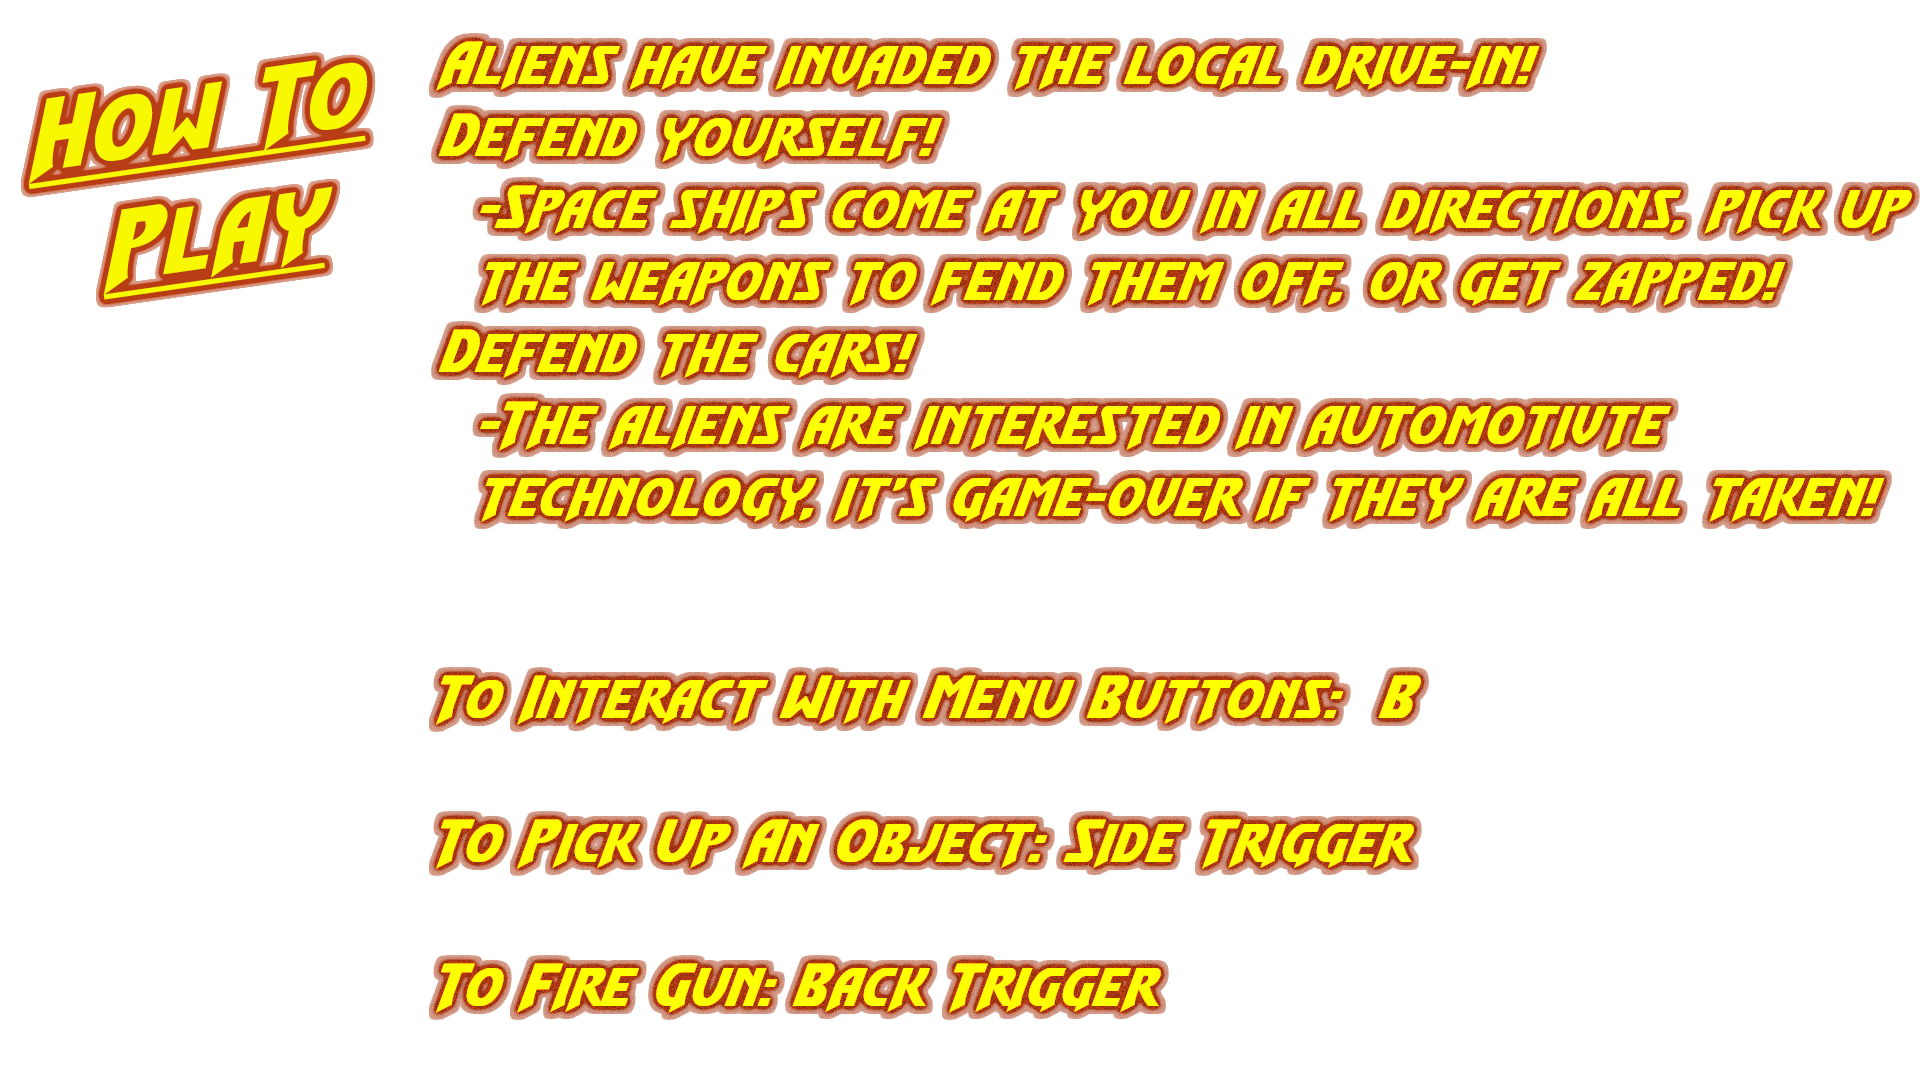 How To
Play
Aliens have invaded the local drive-in!
Defend yourself!
-Space ships come at you in all directions, pick up
the weapons to fend them off, or get zapped!
Defend the cars!
-The aliens are interested in automotivte
technology, it's game-over if they are all taken!
To Interact With Menu Buttons: B
To Pick Up An Object: Side Trigger
To Fire Gun: Back Trigger